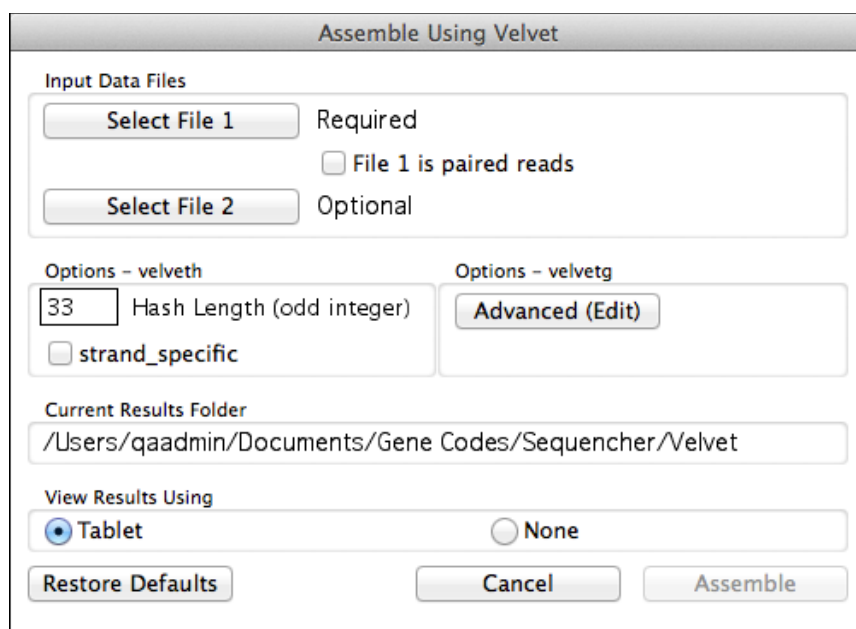 Assemble Using Velvet
Input Data Files
Select File 1 Required
File 1 is paired reads
Select File 2 Optional
Options – velveth Options – velvetg
33 Hash Length (odd integer) Advanced (Edit)
strand_specific
Current Results Folder
/Users/qaadmin/Documents/Gene Codes/Sequencher/Velvet
View Results Using
Tablet None
Restore Defaults Cancel Assemble